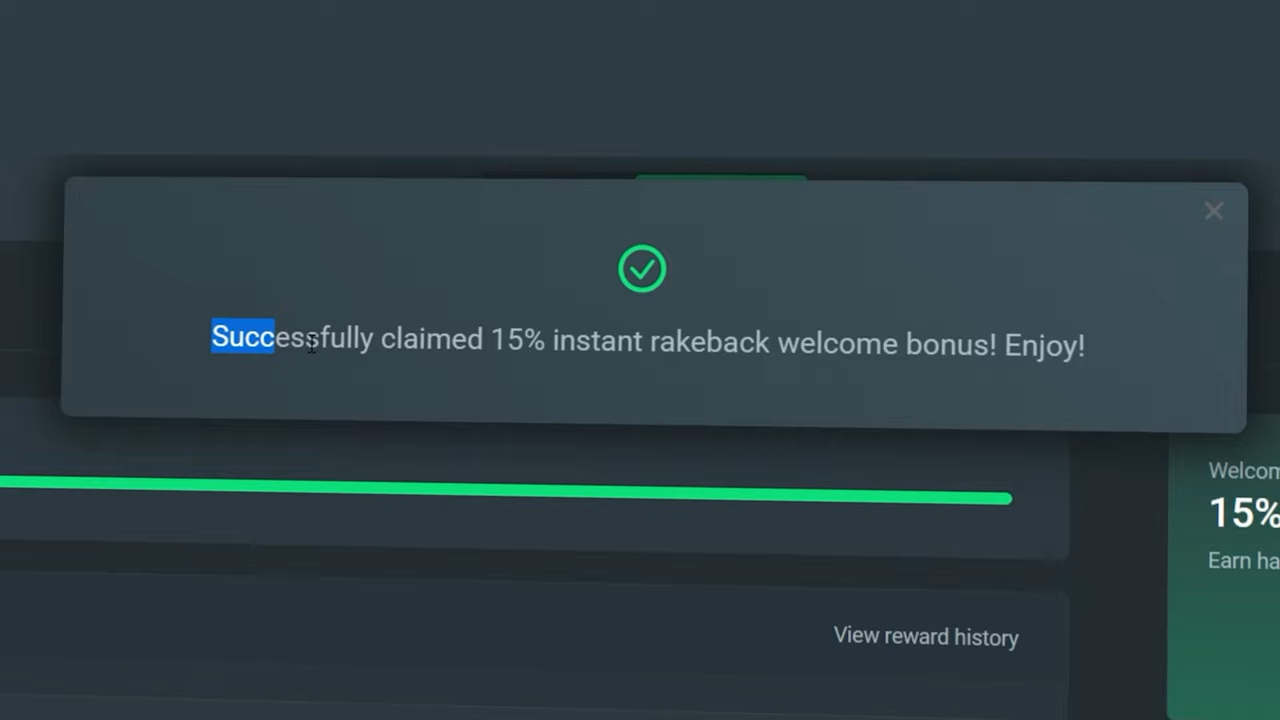 Successfully claimed 15% instant rakeback welcome bonus! Enjoy!
15%
View reward history